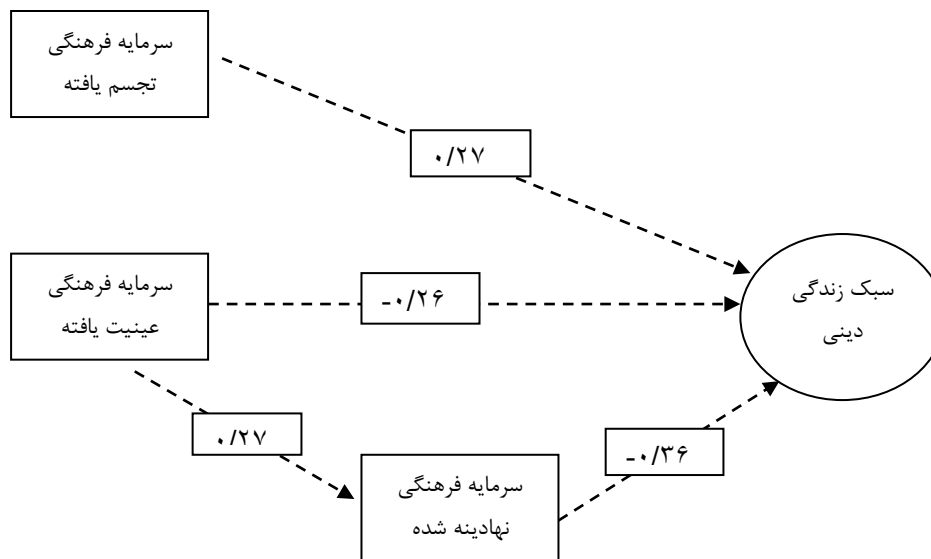 سرمایه فرهنگی
تجسم یافته
۰/۲۷
سرمایه فرهنگی
عینیت یافته
-۰/۲۶
سبک زندگی
دینی
۰/۲۷
-۰/۳۶
سرمایه فرهنگی
نهادینه شده